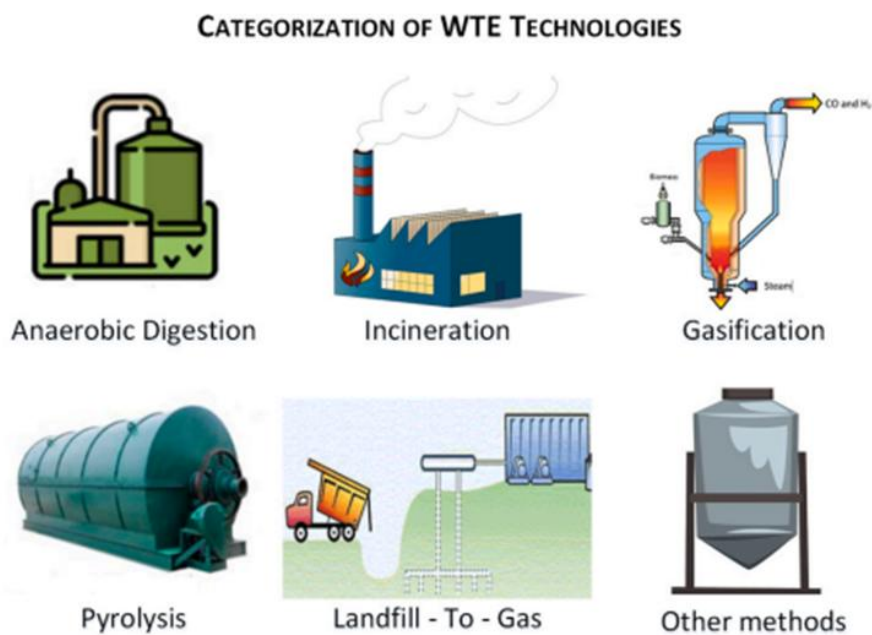 CATEGORIZATION OF WTE TECHNOLOGIES
CO and H₂
Biomass
Steam
Anaerobic Digestion
Incineration
Gasification
Pyrolysis
Landfill - To - Gas
Other methods